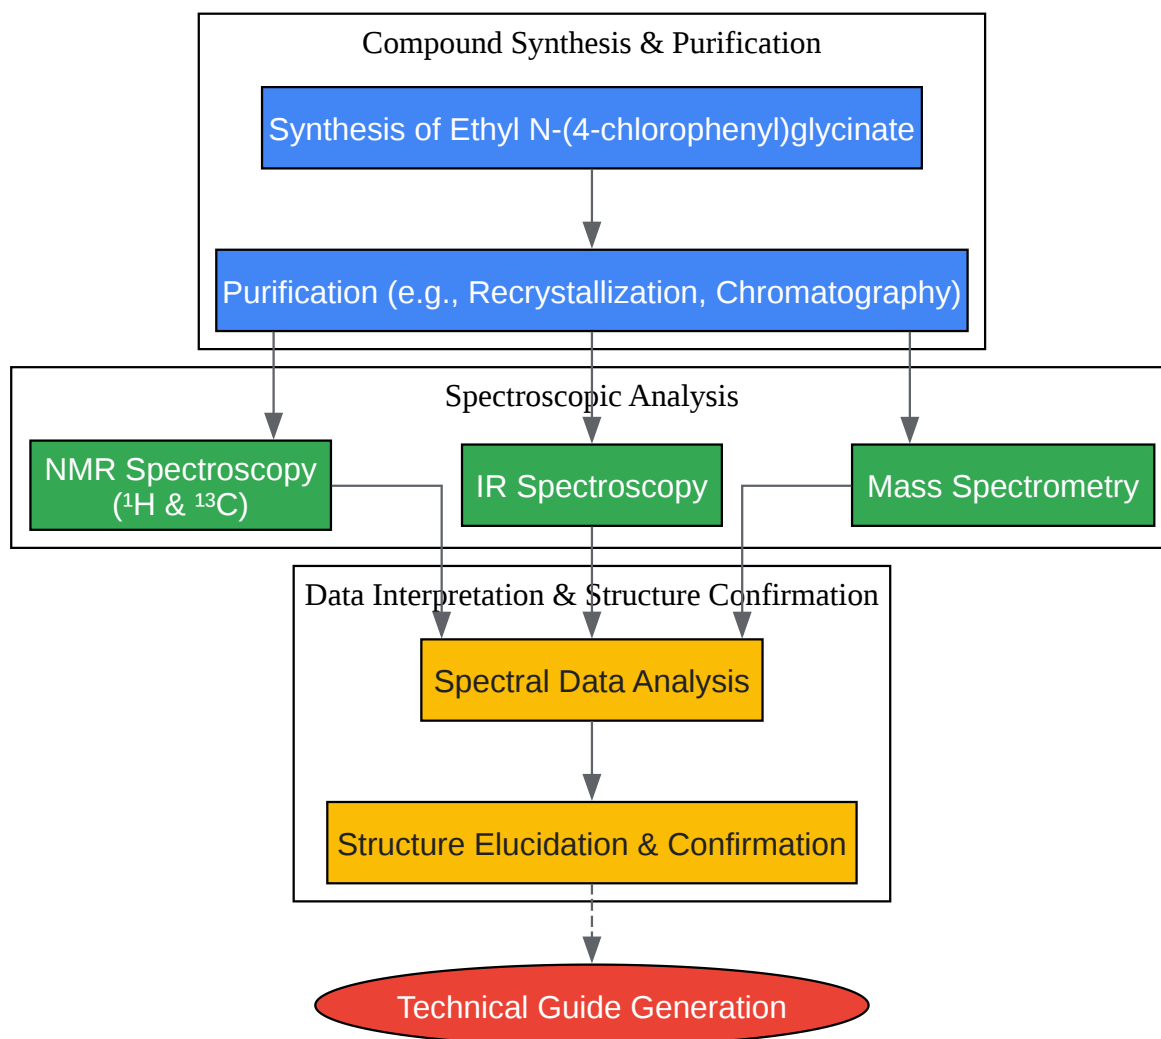 Compound Synthesis & Purification
Synthesis of Ethyl N-(4-chlorophenyl)glycinate
Purification (e.g., Recrystallization, Chromatography)
Spectroscopic Analysis
NMR Spectroscopy
(¹H & ¹³C)
IR Spectroscopy
Mass Spectrometry
Data Interpretation & Structure Confirmation
Spectral Data Analysis
Structure Elucidation & Confirmation
Technical Guide Generation